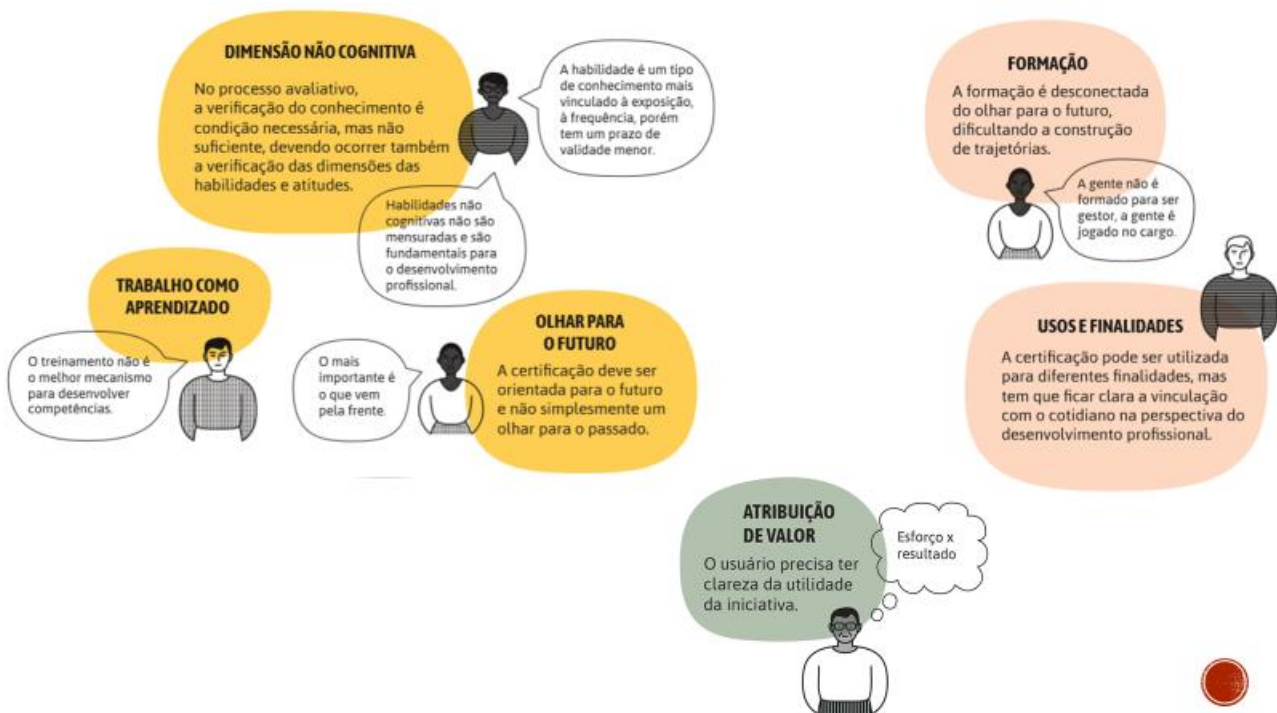 DIMENSÃO NÃO COGNITIVA
No processo avaliativo,
a verificação do conhecimento é
condição necessária, mas não
suficiente, devendo ocorrer também
a verificação das dimensões das
habilidades e atitudes.
A habilidade é um tipo
de conhecimento mais
vinculado à exposição,
à frequência, porém
tem um prazo de
validade menor.
Habilidades não
cognitivas não são
mensuradas e são
fundamentais para
o desenvolvimento
profissional.
TRABALHO COMO
APRENDIZADO
O treinamento não é
o melhor mecanismo
para desenvolver
competências.
O mais
importante é
o que vem
pela frente.
OLHAR PARA
O FUTURO
A certificação deve ser
orientada para o futuro
e não simplesmente um
olhar para o passado.
FORMAÇÃO
A formação é desconectada
do olhar para o futuro,
dificultando a construção
de trajetórias.
A gente não é
formado para ser
gestor, a gente é
jogado no cargo.
USOS E FINALIDADES
A certificação pode ser utilizada
para diferentes finalidades, mas
tem que ficar clara a vinculação
com o cotidiano na perspectiva do
desenvolvimento profissional.
ATRIBUIÇÃO
DE VALOR
O usuário precisa ter
clareza da utilidade
da iniciativa.
Esforço x
resultado